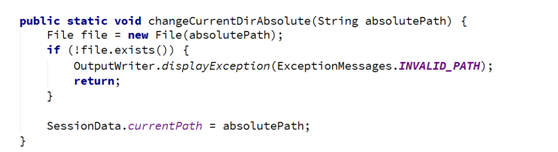 public static void changeCurrentDirAbsolute(String absolutePath) {
    File file = new File(absolutePath);
    if (!file.exists()) {
        OutputWriter.displayException(ExceptionMessages.INVALID_PATH);
        return;
    }

    SessionData.currentPath = absolutePath;
}